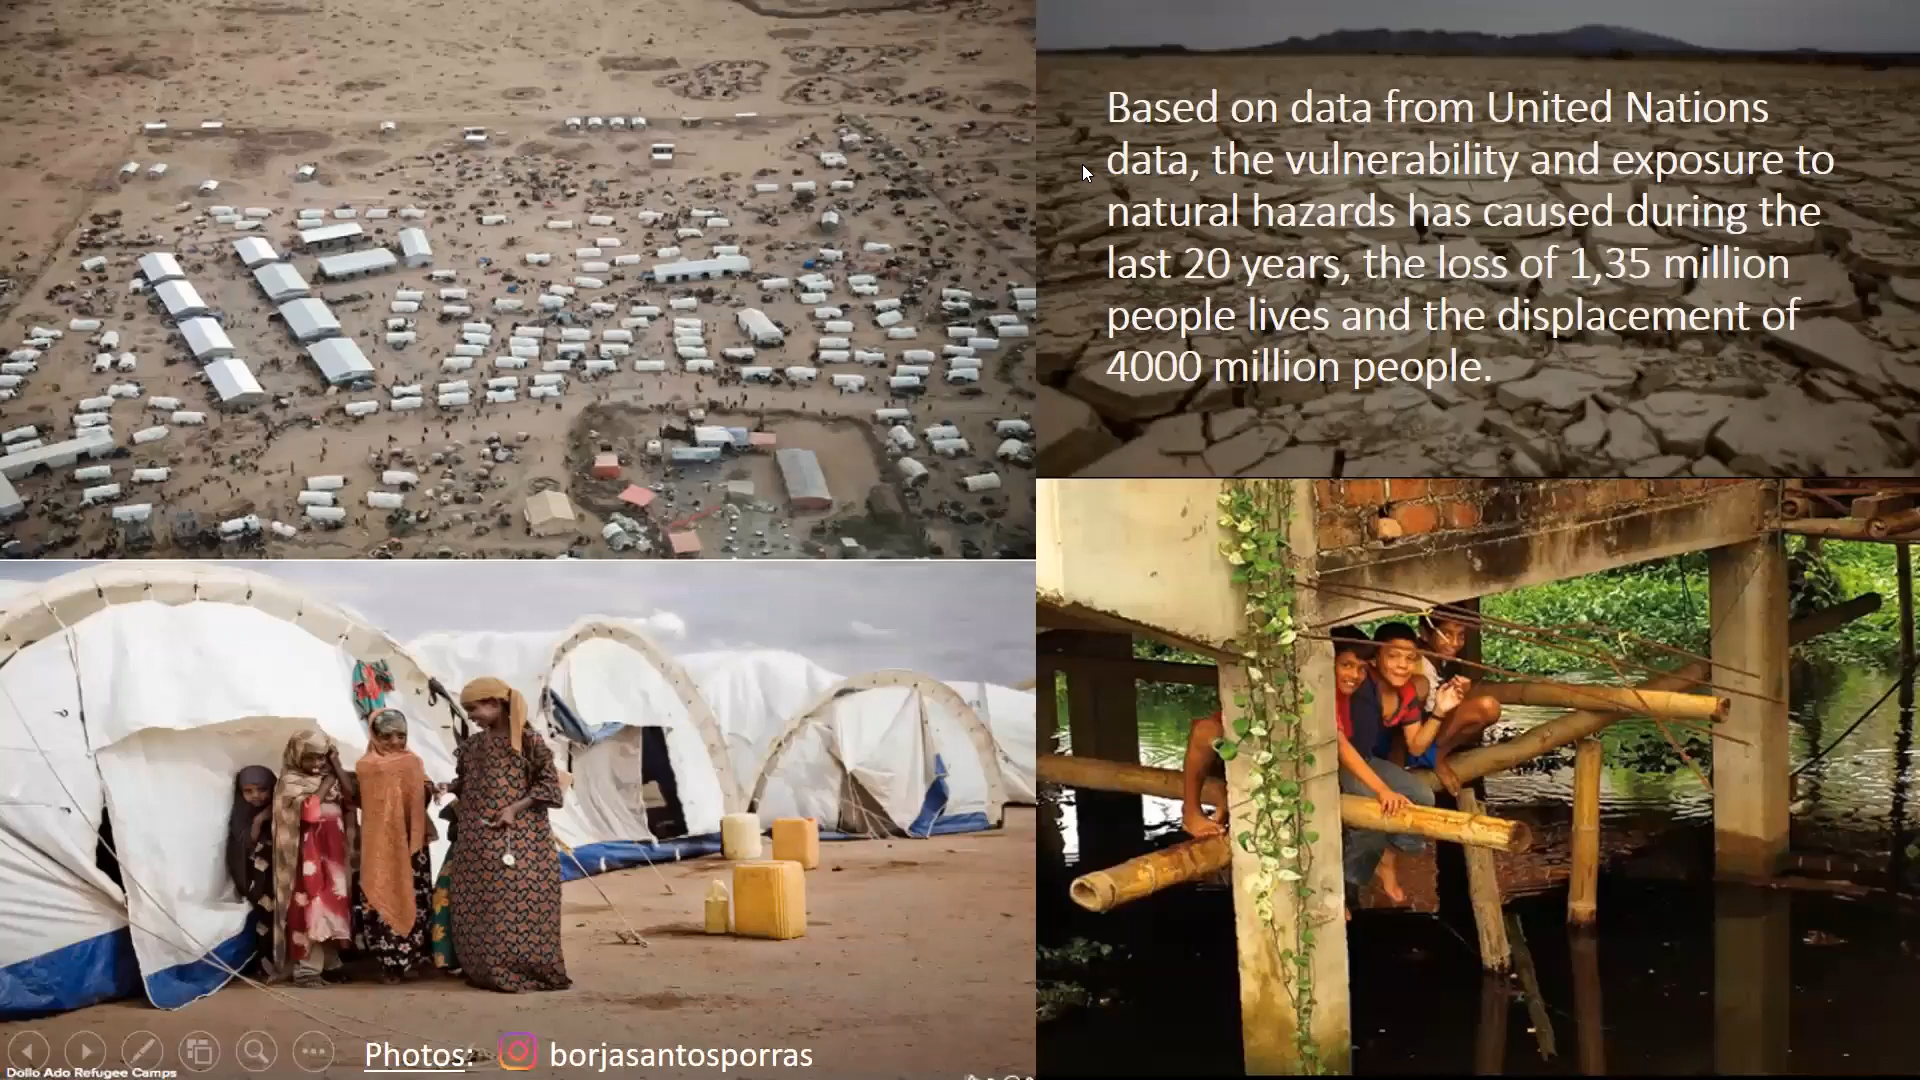 Based on data from United Nations
data, the vulnerability and exposure to
natural hazards has caused during the
last 20 years, the loss of 1,35 million
people lives and the displacement of
4000 million people.
Photos: borjasantosporras
Dollo Ado Refugee Camps